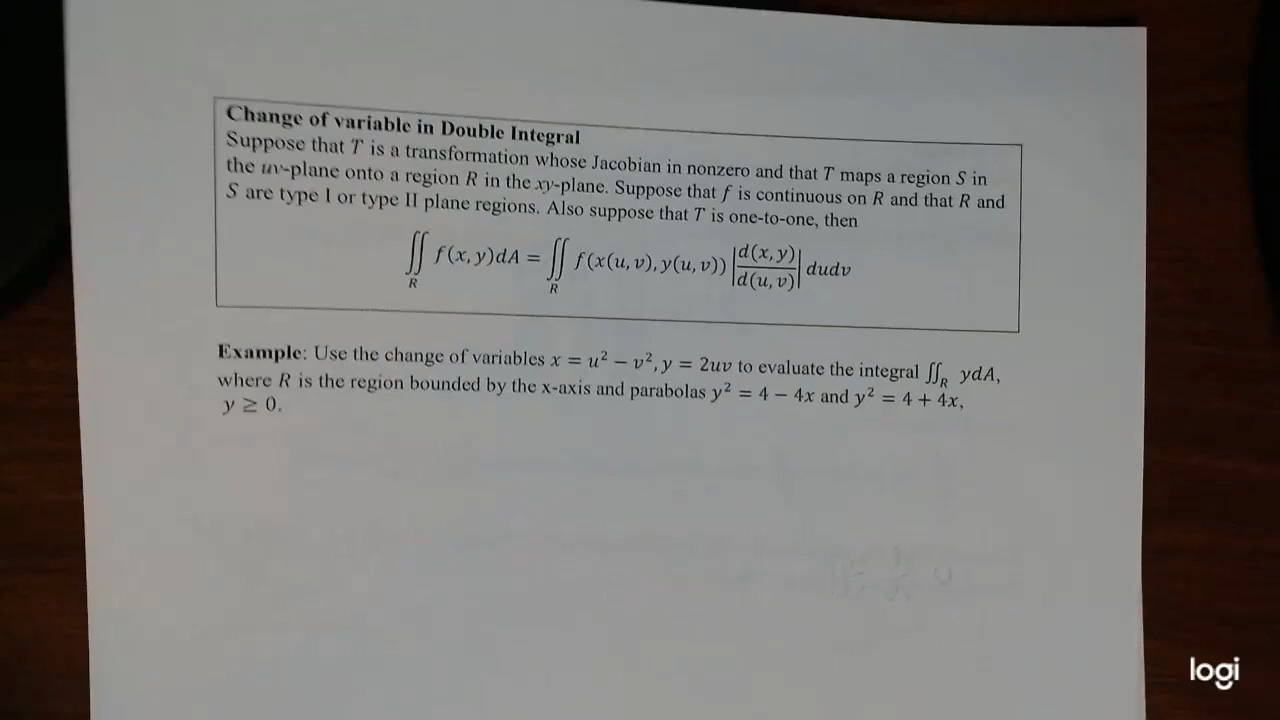 Change of variable in Double Integral
Suppose that T is a transformation whose Jacobian in nonzero and that T maps a region S in
the uv-plane onto a region R in the xy-plane. Suppose that f is continuous on R and that R and
S are type I or type II plane regions. Also suppose that T is one-to-one, then
∬_R f(x, y)dA = ∬_R f(x(u, v), y(u, v)) |d(x, y)/d(u, v)| dudv
Example: Use the change of variables x = u² − v², y = 2uv to evaluate the integral ∬_R ydA,
where R is the region bounded by the x-axis and parabolas y² = 4 − 4x and y² = 4 + 4x,
y ≥ 0.
logi